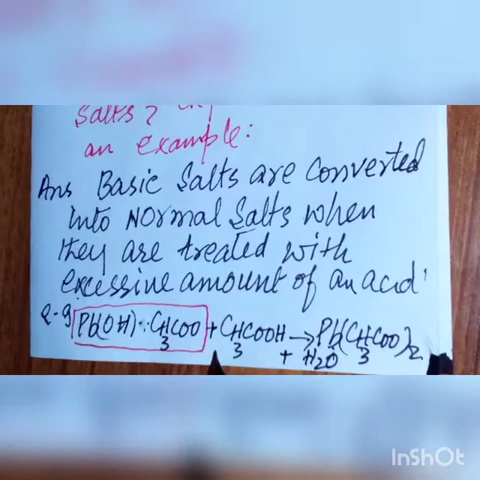 Salts?
an example:
Ans Basic Salts are converted
into Normal Salts when
they are treated with
excessive amount of an acid.
e.g Pb(OH)·CH3COO + CH3COOH → Pb(CH3COO)2
+ H2O
InShOt